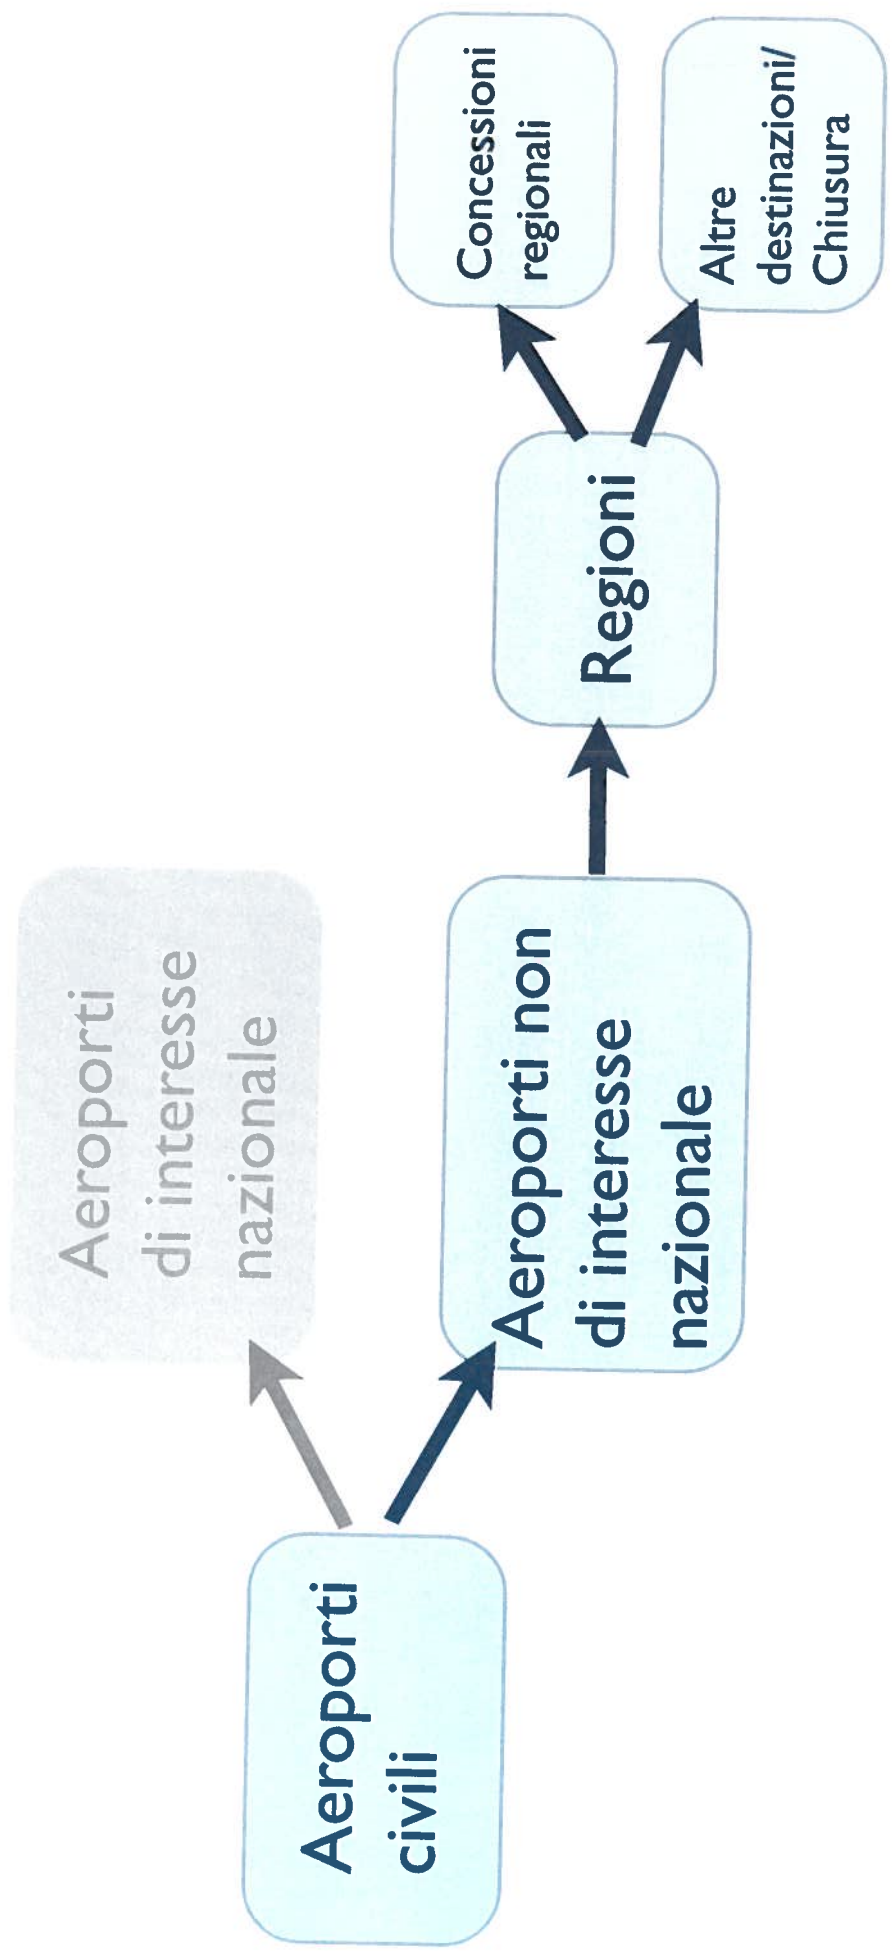 Aeroporti
civili
Aeroporti
di interesse
nazionale
Aeroporti non
di interesse
nazionale
Regioni
Concessioni
regionali
Altre
destinazioni/
Chiusura